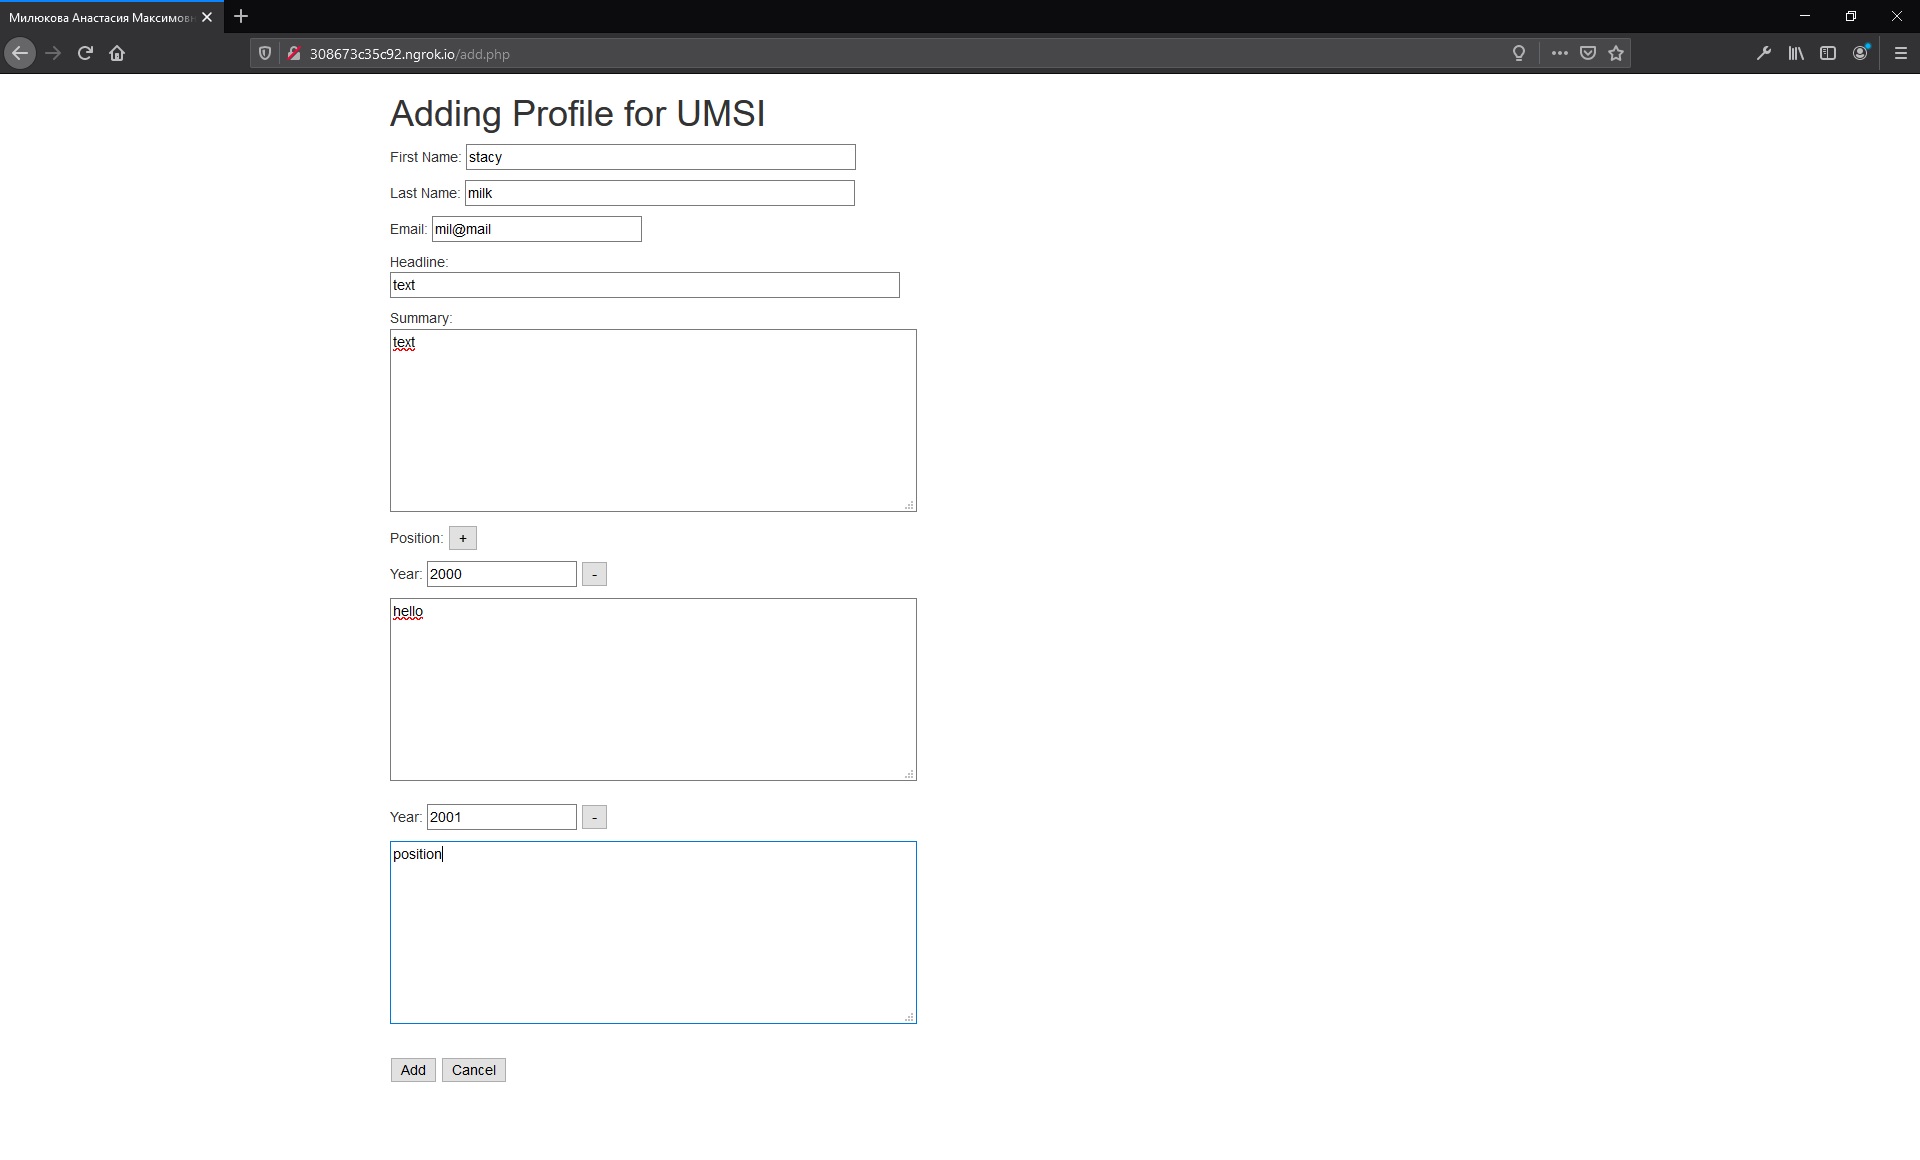 Милюкова Анастасия Максимовн
308673c35c92.ngrok.io/add.php
Adding Profile for UMSI
First Name: stacy
Last Name: milk
Email: mil@mail
Headline:
text
Summary:
text
Position: +
Year: 2000 -
hello
Year: 2001 -
position
Add Cancel